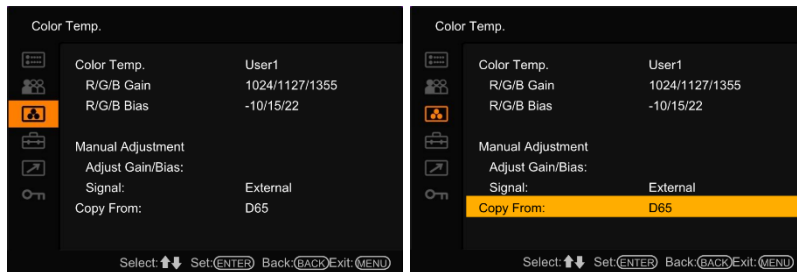 Color Temp.
Color Temp. User1
R/G/B Gain 1024/1127/1355
R/G/B Bias -10/15/22
Manual Adjustment
Adjust Gain/Bias:
Signal: External
Copy From: D65
Select: Set:ENTER Back:BACK Exit:MENU
Color Temp.
Color Temp. User1
R/G/B Gain 1024/1127/1355
R/G/B Bias -10/15/22
Manual Adjustment
Adjust Gain/Bias:
Signal: External
Copy From: D65
Select: Set:ENTER Back:BACK Exit:MENU